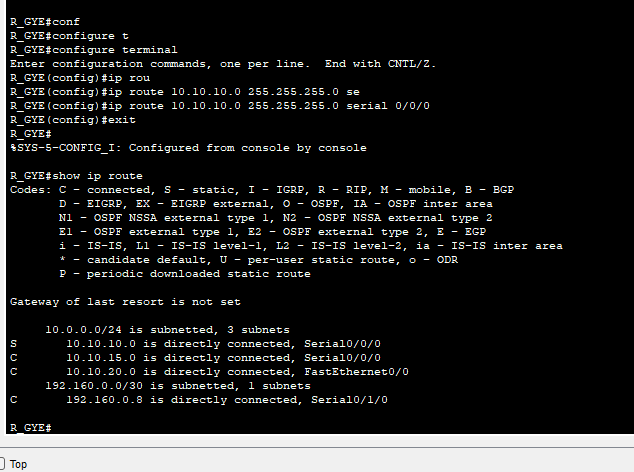 R_GYE#conf
R_GYE#configure t
R_GYE#configure terminal
Enter configuration commands, one per line.  End with CNTL/Z.
R_GYE(config)#ip rou
R_GYE(config)#ip route 10.10.10.0 255.255.255.0 se
R_GYE(config)#ip route 10.10.10.0 255.255.255.0 serial 0/0/0
R_GYE(config)#exit
R_GYE#
%SYS-5-CONFIG_I: Configured from console by console
R_GYE#show ip route
Codes: C - connected, S - static, I - IGRP, R - RIP, M - mobile, B - BGP
       D - EIGRP, EX - EIGRP external, O - OSPF, IA - OSPF inter area
       N1 - OSPF NSSA external type 1, N2 - OSPF NSSA external type 2
       E1 - OSPF external type 1, E2 - OSPF external type 2, E - EGP
       i - IS-IS, L1 - IS-IS level-1, L2 - IS-IS level-2, ia - IS-IS inter area
       * - candidate default, U - per-user static route, o - ODR
       P - periodic downloaded static route
Gateway of last resort is not set
     10.0.0.0/24 is subnetted, 3 subnets
S       10.10.10.0 is directly connected, Serial0/0/0
C       10.10.15.0 is directly connected, Serial0/0/0
C       10.10.20.0 is directly connected, FastEthernet0/0
     192.160.0.0/30 is subnetted, 1 subnets
C       192.160.0.8 is directly connected, Serial0/1/0
R_GYE#
Top